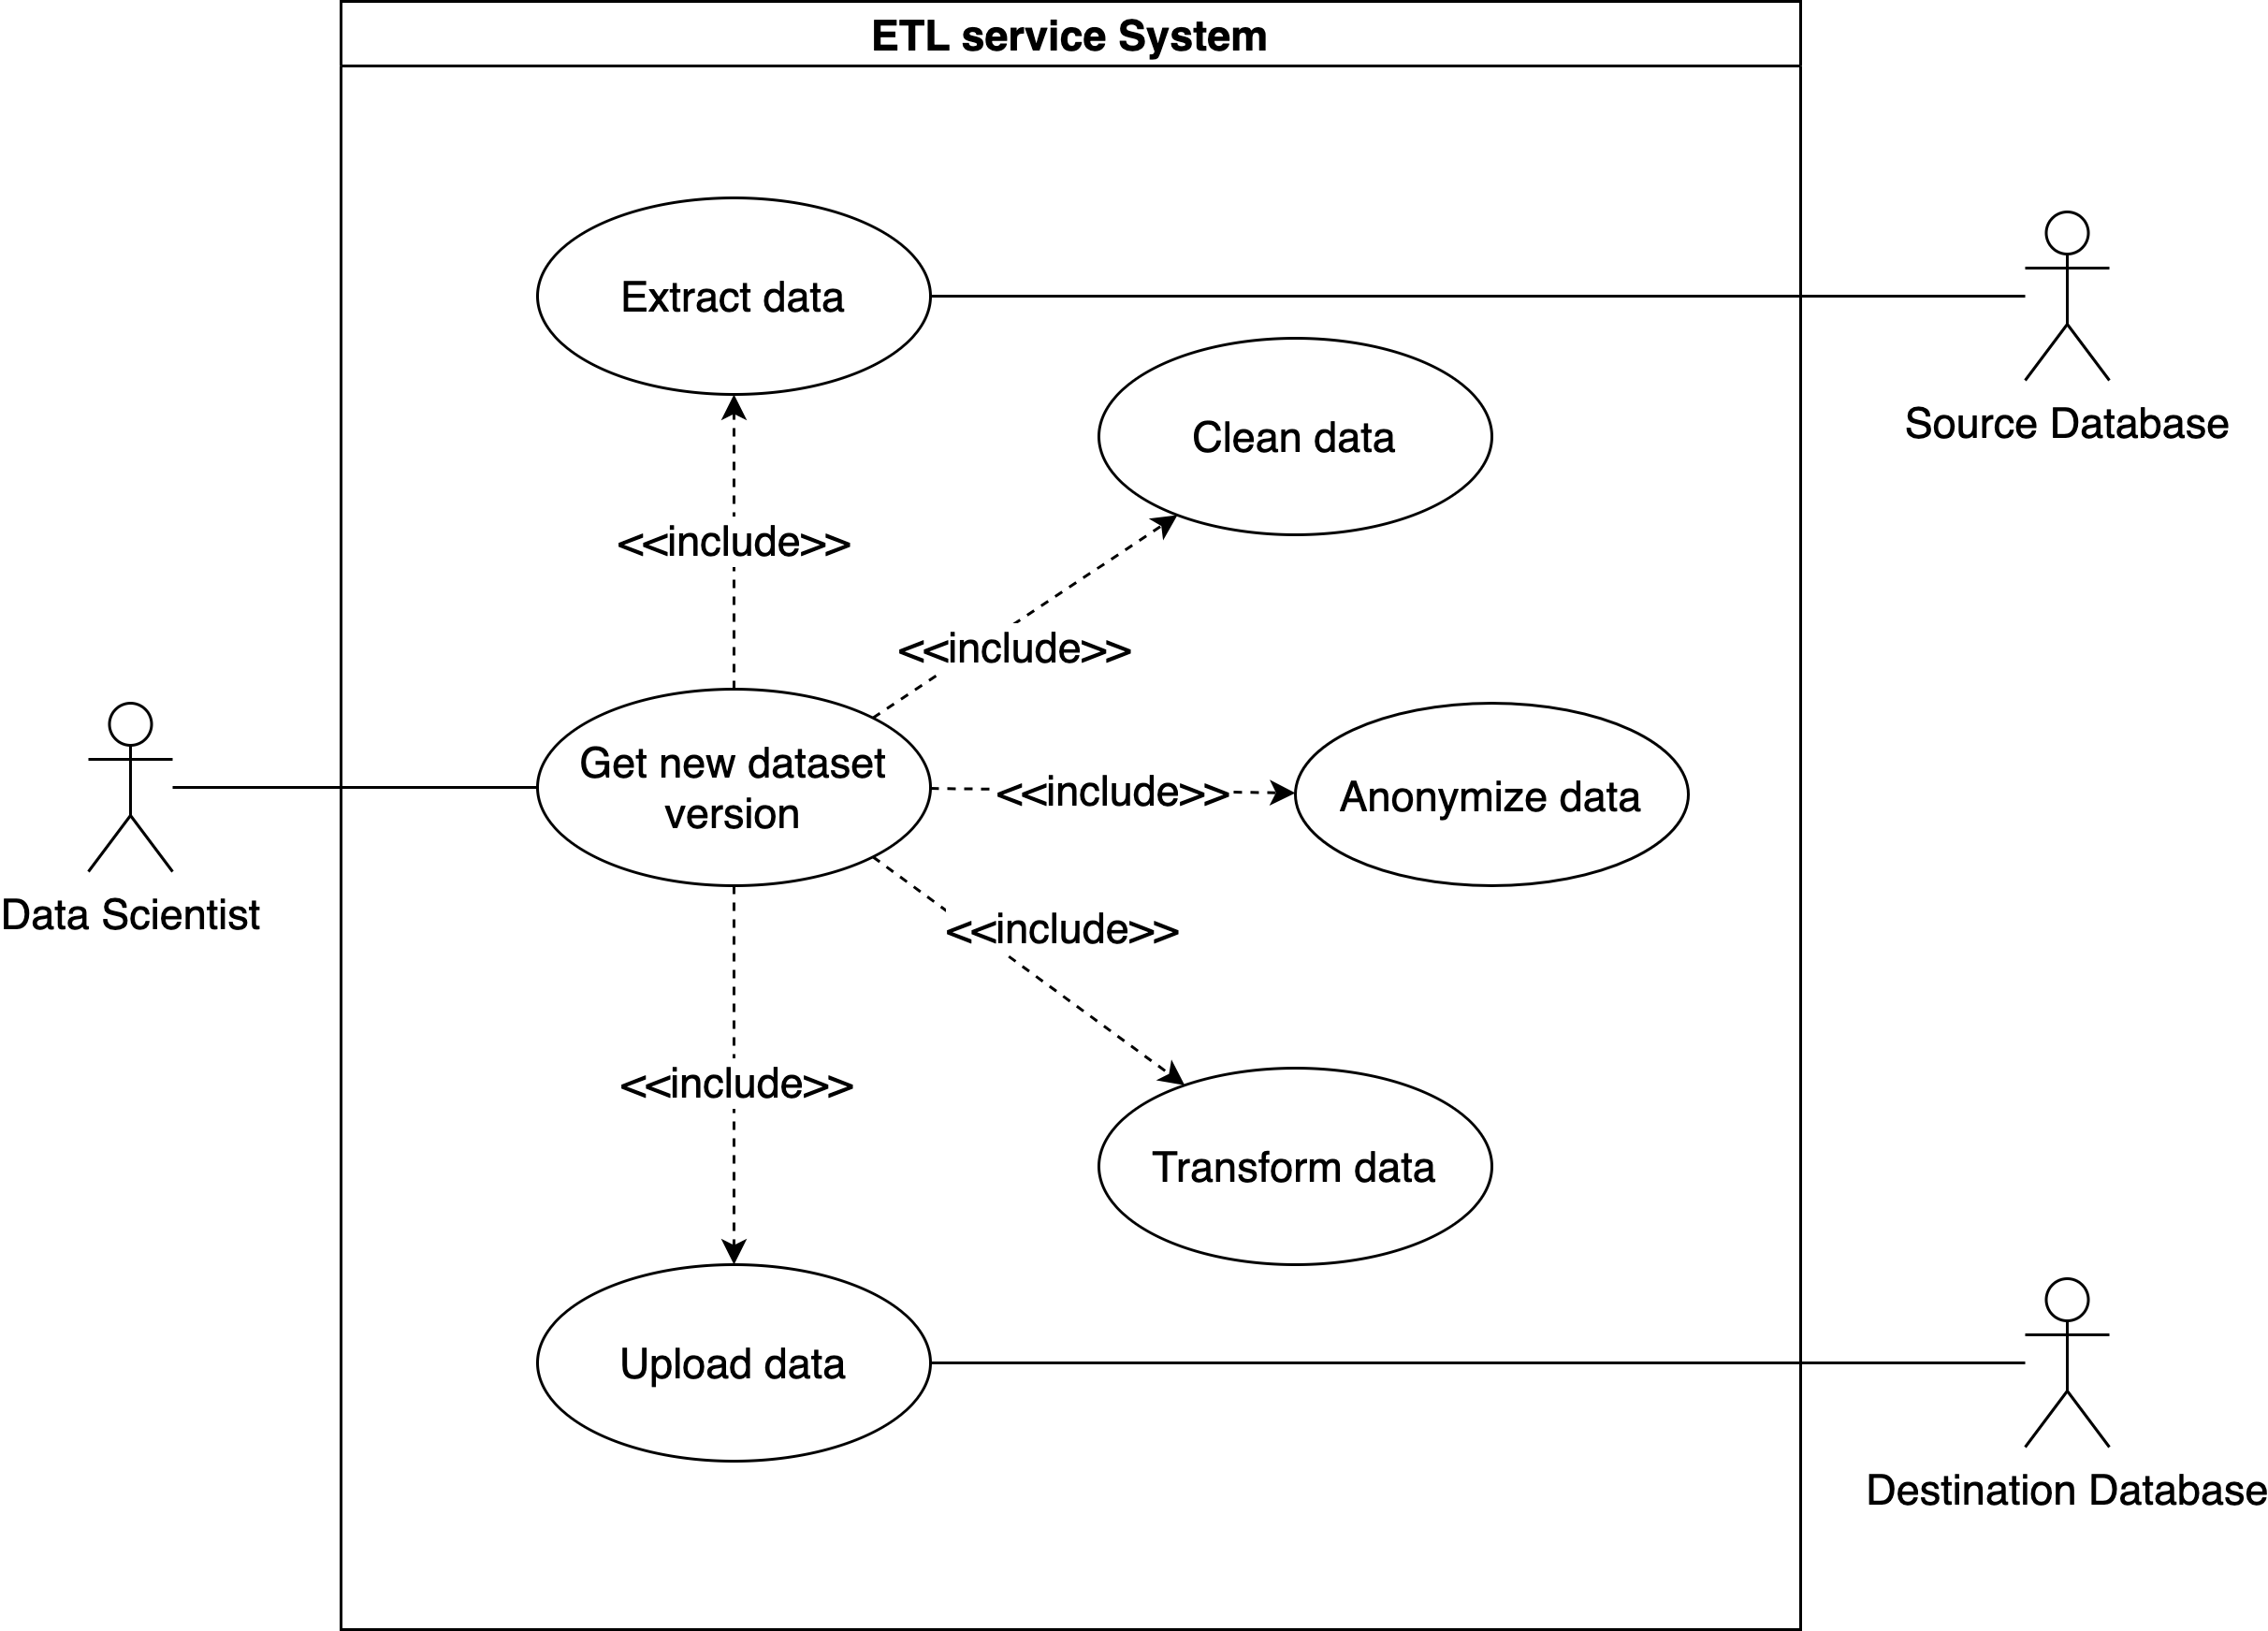 ETL service System
Extract data
Clean data
Source Database
<<include>>
<<include>>
Get new dataset
version
<<include>>
Anonymize data
Data Scientist
<<include>>
<<include>>
Transform data
Upload data
Destination Database